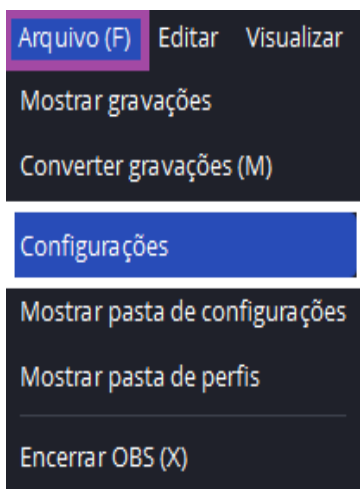 Arquivo (F) Editar Visualizar
Mostrar gravações
Converter gravações (M)
Configurações
Mostrar pasta de configurações
Mostrar pasta de perfis
Encerrar OBS (X)